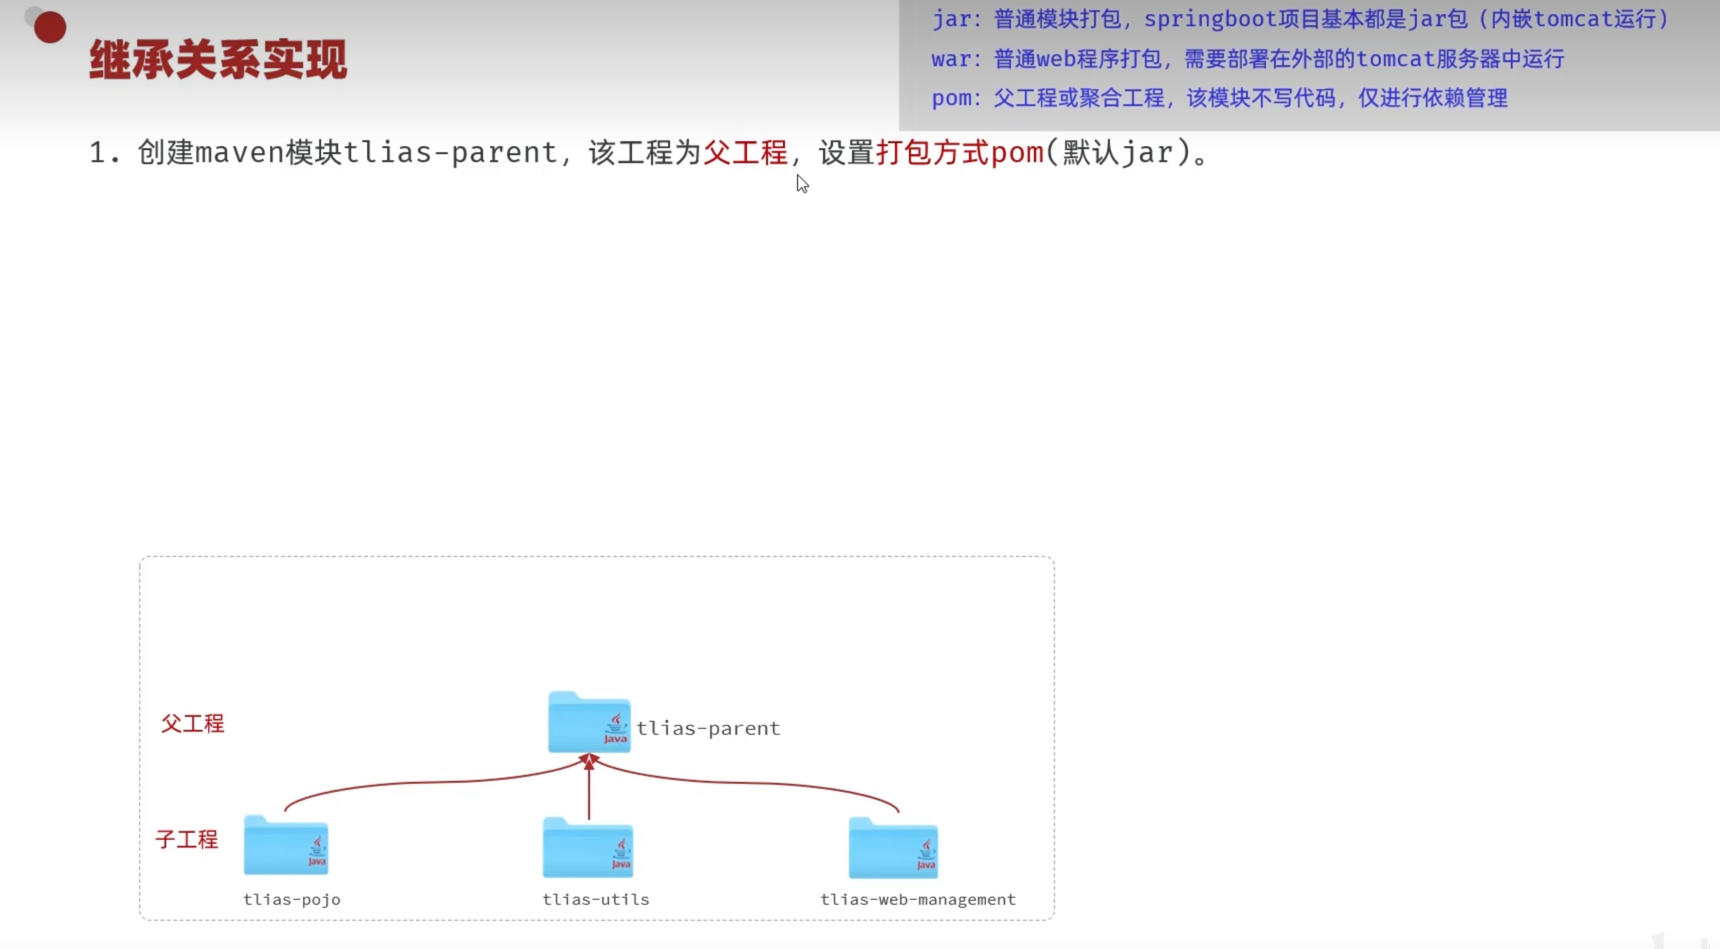 继承关系实现
jar：普通模块打包，springboot项目基本都是jar包（内嵌tomcat运行）
war：普通web程序打包，需要部署在外部的tomcat服务器中运行
pom：父工程或聚合工程，该模块不写代码，仅进行依赖管理
1. 创建maven模块tlias-parent，该工程为父工程，设置打包方式pom(默认jar)。
父工程
Java
tlias-parent
子工程
Java
Java
Java
tlias-pojo
tlias-utils
tlias-web-management